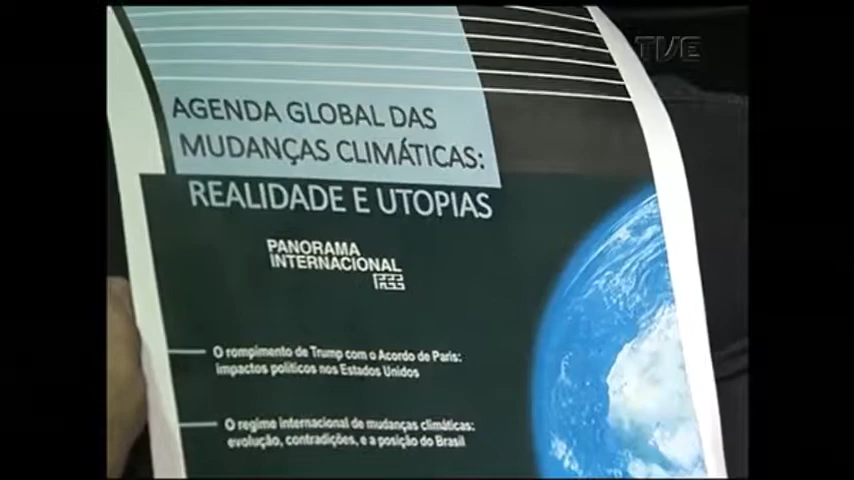 TVE
AGENDA GLOBAL DAS
MUDANÇAS CLIMÁTICAS:
REALIDADE E UTOPIAS
PANORAMA
INTERNACIONAL
FEE
O rompimento de Trump com o Acordo de Paris:
impactos políticos nos Estados Unidos
O regime internacional de mudanças climáticas:
evolução, contradições, e a posição do Brasil